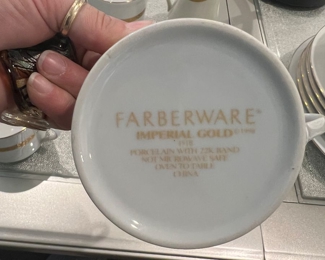 FARBERWARE
IMPERIAL GOLD
PORCELAIN WITH 22K BAND
NOT MICROWAVE SAFE
OVEN TO TABLE
CHINA